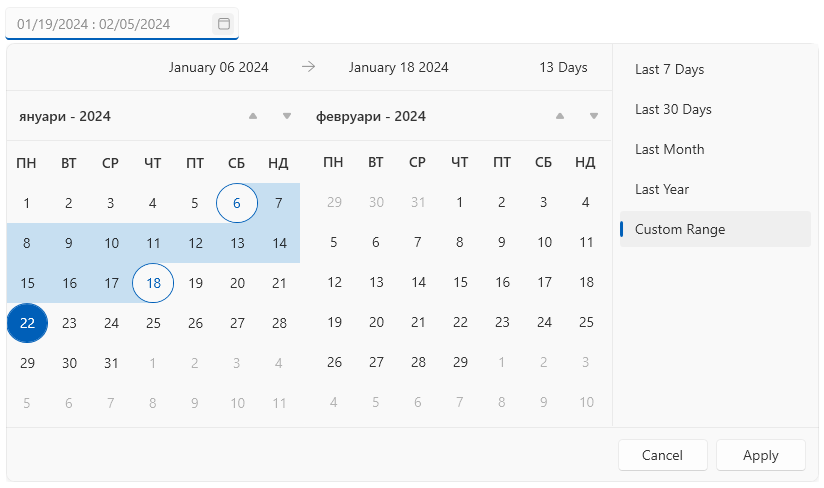 01/19/2024 : 02/05/2024
January 06 2024 → January 18 2024 13 Days
януари - 2024
ПН ВТ СР ЧТ ПТ СБ НД
1 2 3 4 5 6 7
8 9 10 11 12 13 14
15 16 17 18 19 20 21
22 23 24 25 26 27 28
29 30 31 1 2 3 4
5 6 7 8 9 10 11
февруари - 2024
ПН ВТ СР ЧТ ПТ СБ НД
29 30 31 1 2 3 4
5 6 7 8 9 10 11
12 13 14 15 16 17 18
19 20 21 22 23 24 25
26 27 28 29 1 2 3
4 5 6 7 8 9 10
Last 7 Days
Last 30 Days
Last Month
Last Year
Custom Range
Cancel Apply